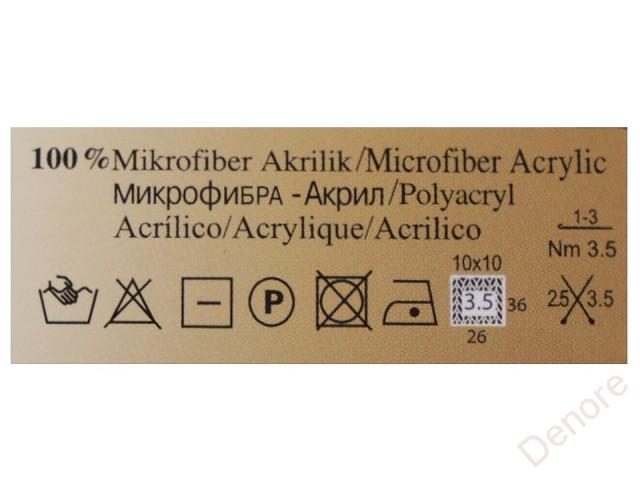 100 % Mikrofiber Akrilik/Microfiber Acrylic
МИКРОФИБРА - АКРИЛ/Polyacryl
Acrílico/Acrylique/Acrilico
1-3
Nm 3.5
10x10
P
3.5 36
2.5 3.5
26
Denore